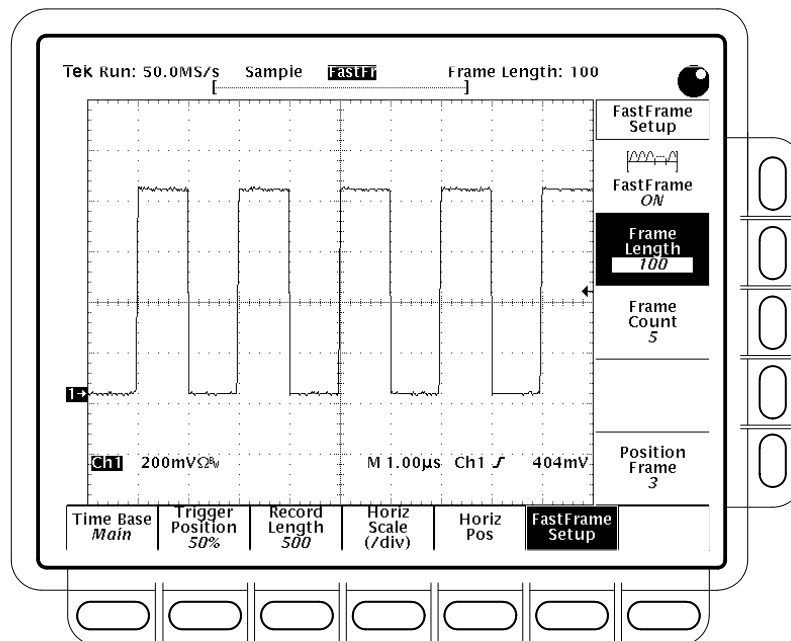 Tek Run: 50.0MS/s Sample FastFr Frame Length: 100
FastFrame
Setup
FastFrame
ON
Frame
Length
100
Frame
Count
5
Position
Frame
3
1→
Ch1 200mVΩBW M 1.00µs Ch1 404mV
Time Base
Main
Trigger
Position
50%
Record
Length
500
Horiz
Scale
(/div)
Horiz
Pos
FastFrame
Setup